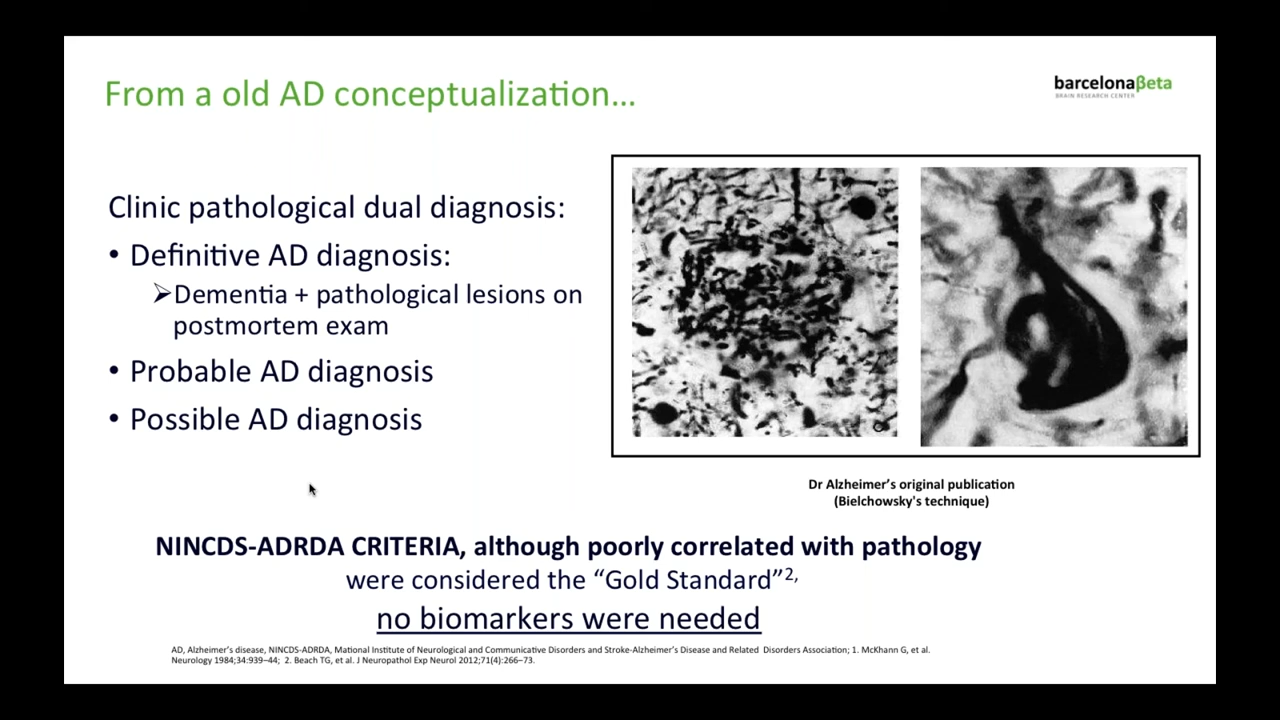 From a old AD conceptualization...
barcelonaβeta
BRAIN RESEARCH CENTER
Clinic pathological dual diagnosis:
• Definitive AD diagnosis:
➢Dementia + pathological lesions on
postmortem exam
• Probable AD diagnosis
• Possible AD diagnosis
Dr Alzheimer's original publication
(Bielchowsky's technique)
NINCDS-ADRDA CRITERIA, although poorly correlated with pathology
were considered the “Gold Standard”2,
no biomarkers were needed
AD, Alzheimer's disease, NINCDS-ADRDA, National Institute of Neurological and Communicative Disorders and Stroke-Alzheimer's Disease and Related Disorders Association; 1. McKhann G, et al.
Neurology 1984;34:939–44; 2. Beach TG, et al. J Neuropathol Exp Neurol 2012;71(4):266–73.